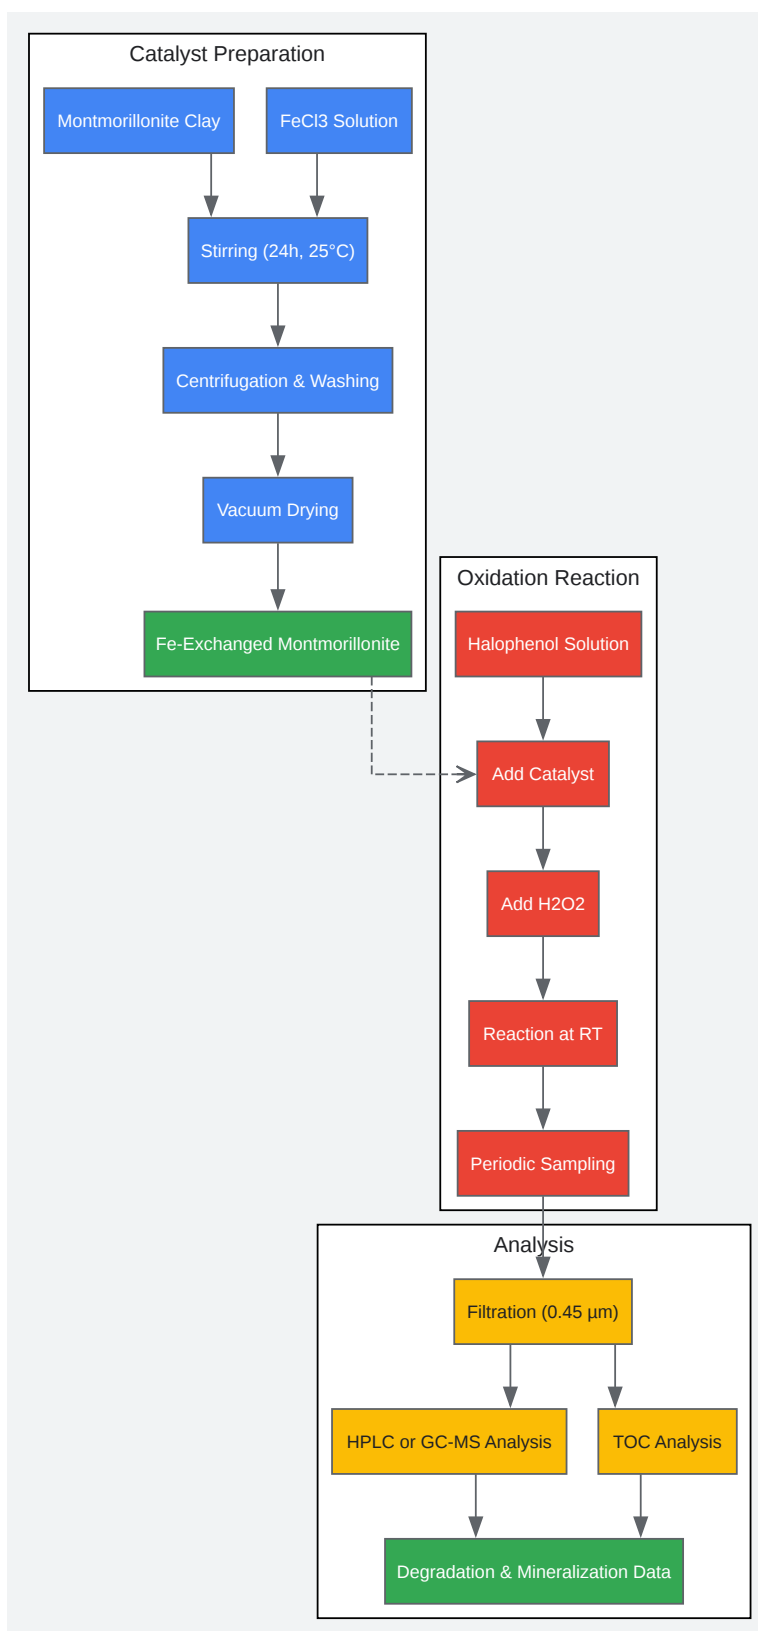 Catalyst Preparation
Montmorillonite Clay
FeCl3 Solution
Stirring (24h, 25°C)
Centrifugation & Washing
Vacuum Drying
Fe-Exchanged Montmorillonite
Oxidation Reaction
Halophenol Solution
Add Catalyst
Add H2O2
Reaction at RT
Periodic Sampling
Analysis
Filtration (0.45 µm)
HPLC or GC-MS Analysis
TOC Analysis
Degradation & Mineralization Data